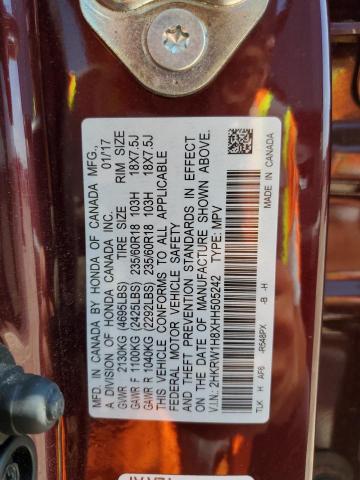 MFD. IN CANADA BY HONDA OF CANADA MFG.,
A DIVISION OF HONDA CANADA INC. 01/17
GVWR 2130KG (4695LBS) TIRE SIZE RIM SIZE
GAWR F 1100KG (2425LBS) 235/60R18 103H 18X7.5J
GAWR R 1040KG (2292LBS) 235/60R18 103H 18X7.5J
THIS VEHICLE CONFORMS TO ALL APPLICABLE
FEDERAL MOTOR VEHICLE SAFETY
AND THEFT PREVENTION STANDARDS IN EFFECT
ON THE DATE OF MANUFACTURE SHOWN ABOVE.
V.I.N: 2HKRW1H8XHH505242 TYPE: MPV
TLK H AF6 -R548PX -B -H
MADE IN CANADA